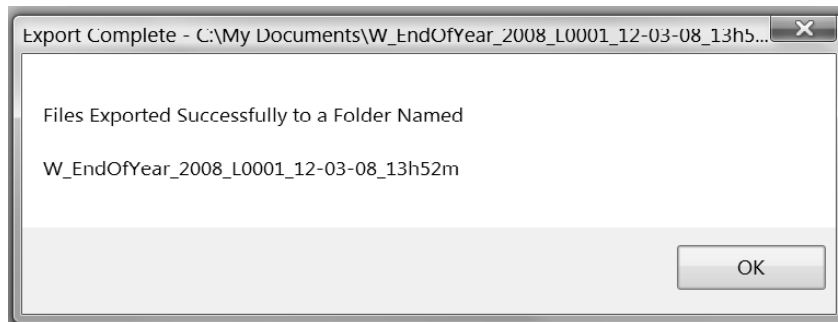 Export Complete - C:\My Documents\W_EndOfYear_2008_L0001_12-03-08_13h5...
Files Exported Successfully to a Folder Named
W_EndOfYear_2008_L0001_12-03-08_13h52m
OK